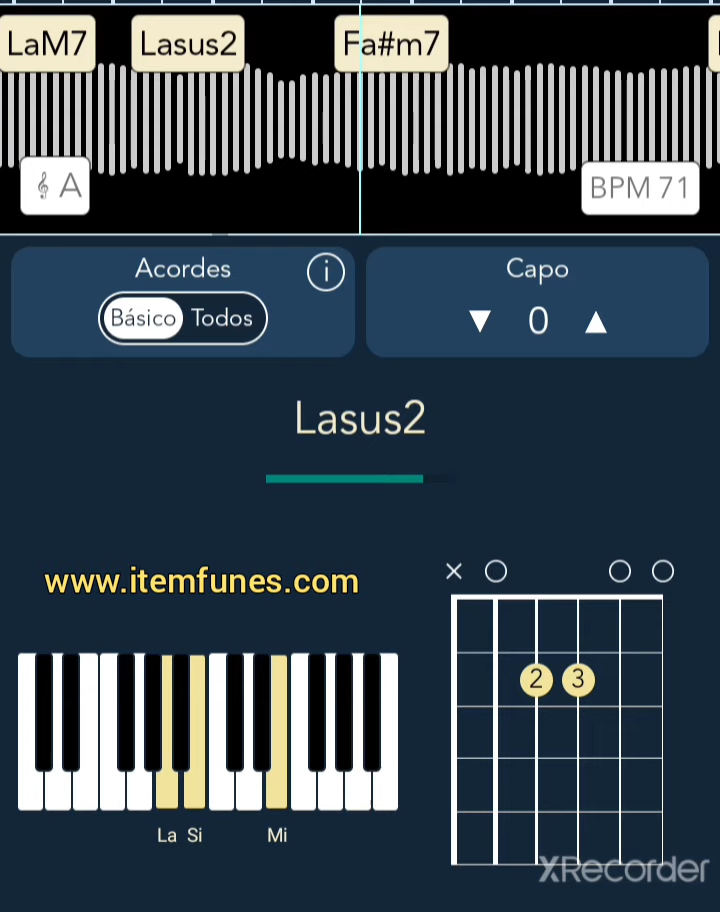 LaM7 Lasus2 Fa#m7
A BPM 71
Acordes i Capo
Básico Todos 0
Lasus2
www.itemfunes.com
2 3
La Si Mi
XRecorder